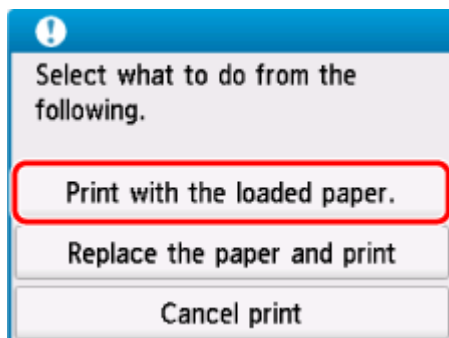 Select what to do from the
following.
Print with the loaded paper.
Replace the paper and print
Cancel print